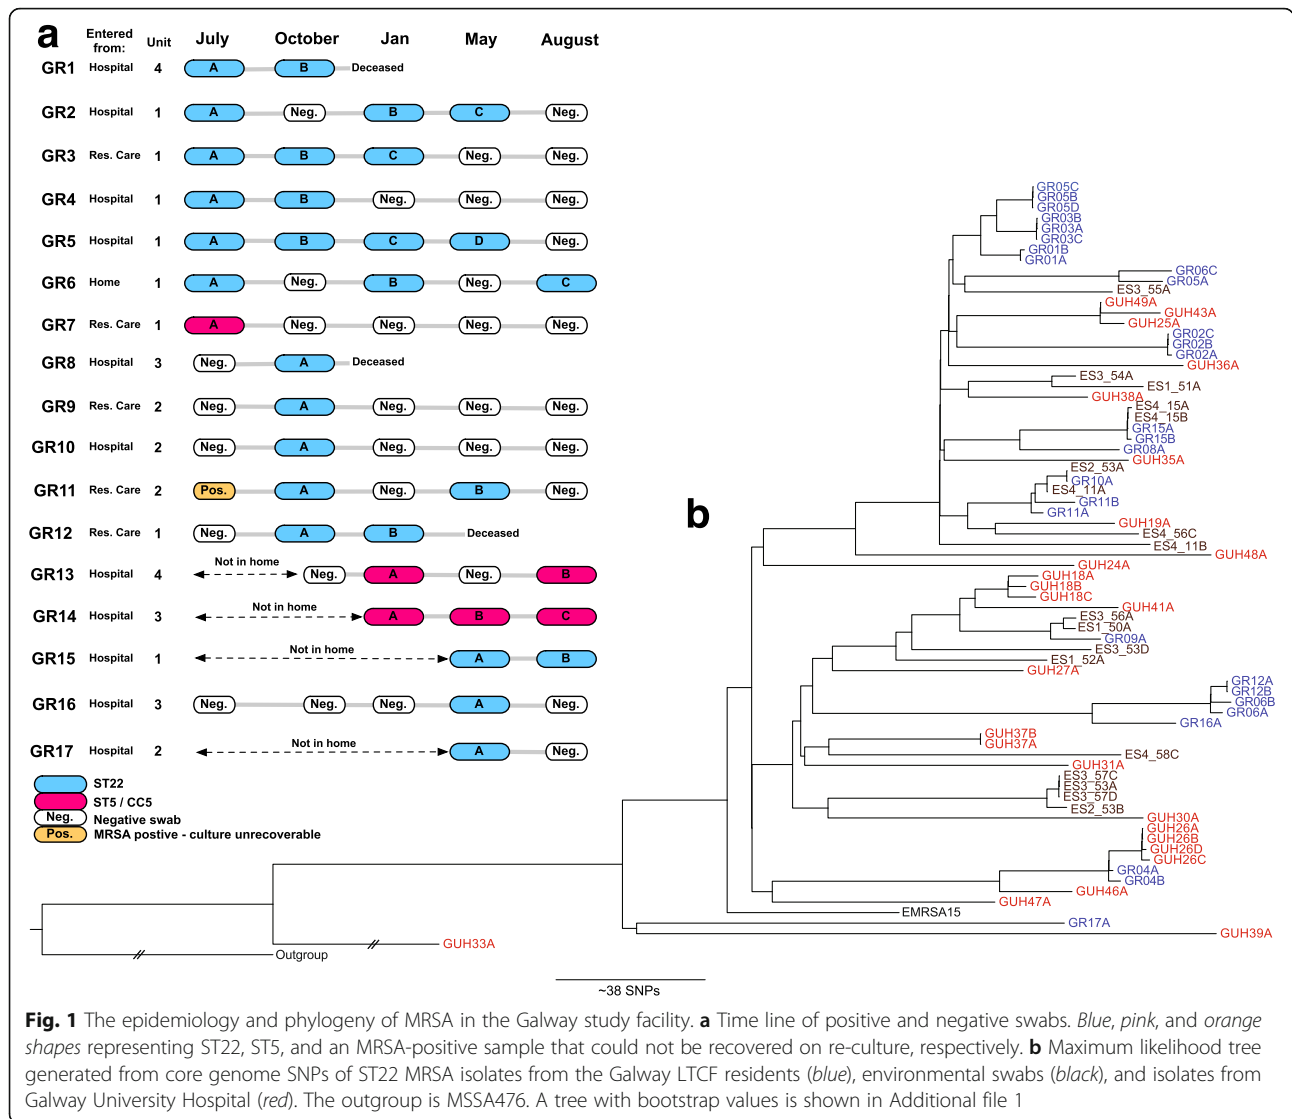 a
Entered from: Unit July October Jan May August
GR1 Hospital 4 A B Deceased
GR2 Hospital 1 A Neg. B C Neg.
GR3 Res. Care 1 A B C Neg. Neg.
GR4 Hospital 1 A B Neg. Neg. Neg.
GR5 Hospital 1 A B C D Neg.
GR6 Home 1 A Neg. B Neg. C
GR7 Res. Care 1 A Neg. Neg. Neg. Neg.
GR8 Hospital 3 Neg. A Deceased
GR9 Res. Care 2 Neg. A Neg. Neg. Neg.
GR10 Hospital 2 Neg. A Neg. Neg. Neg.
GR11 Res. Care 2 Pos. A Neg. B Neg.
GR12 Res. Care 1 Neg. A B Deceased
GR13 Hospital 4 Not in home Neg. A Neg. B
GR14 Hospital 3 Not in home A B C
GR15 Hospital 1 Not in home A B
GR16 Hospital 3 Neg. Neg. Neg. A Neg.
GR17 Hospital 2 Not in home A Neg.
ST22
ST5 / CC5
Neg. Negative swab
Pos. MRSA postive - culture unrecoverable
b
GR05C
GR05B
GR05D
GR03B
GR03A
GR03C
GR01B
GR01A
GR06C
GR05A
ES3_55A
GUH49A
GUH43A
GUH25A
GR02C
GR02B
GR02A
GUH36A
ES3_54A
ES1_51A
GUH38A
ES4_15A
ES4_15B
GR15A
GR15B
GR08A
GUH35A
ES2_53A
GR10A
ES4_11A
GR11B
GR11A
GUH19A
ES4_56C
ES4_11B
GUH48A
GUH24A
GUH18A
GUH18B
GUH18C
GUH41A
ES3_56A
ES1_50A
GR09A
ES3_53D
ES1_52A
GUH27A
GR12A
GR12B
GR06B
GR06A
GR16A
GUH37B
GUH37A
ES4_58C
GUH31A
ES3_57C
ES3_53A
ES3_57D
ES2_53B
GUH30A
GUH26A
GUH26B
GUH26D
GUH26C
GR04A
GR04B
GUH46A
GUH47A
EMRSA15
GR17A
GUH39A
GUH33A
Outgroup
~38 SNPs
Fig. 1 The epidemiology and phylogeny of MRSA in the Galway study facility. a Time line of positive and negative swabs. Blue, pink, and orange
shapes representing ST22, ST5, and an MRSA-positive sample that could not be recovered on re-culture, respectively. b Maximum likelihood tree
generated from core genome SNPs of ST22 MRSA isolates from the Galway LTCF residents (blue), environmental swabs (black), and isolates from
Galway University Hospital (red). The outgroup is MSSA476. A tree with bootstrap values is shown in Additional file 1